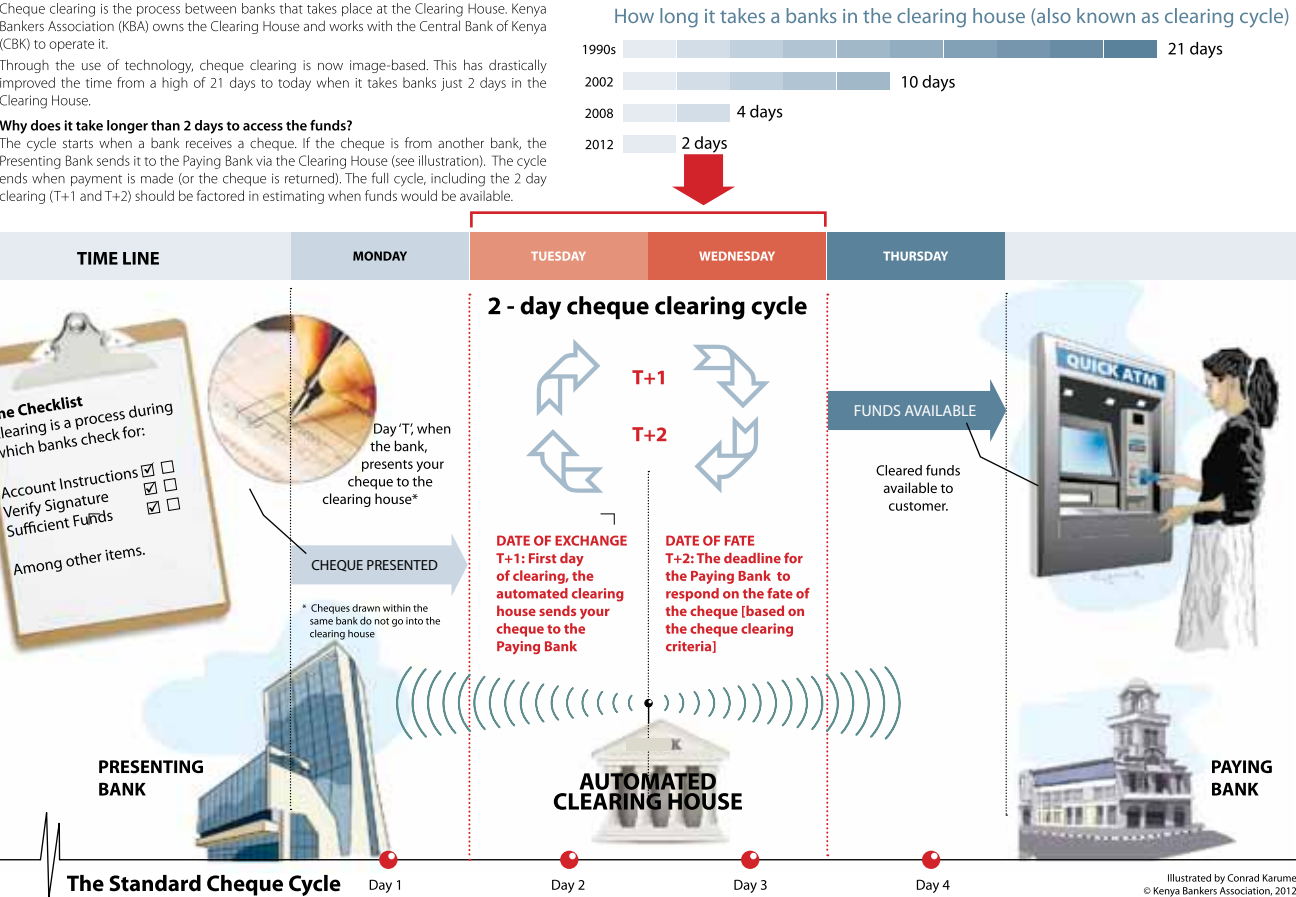 Cheque clearing is the process between banks that takes place at the Clearing House. Kenya
Bankers Association (KBA) owns the Clearing House and works with the Central Bank of Kenya
(CBK) to operate it.
Through the use of technology, cheque clearing is now image-based. This has drastically
improved the time from a high of 21 days to today when it takes banks just 2 days in the
Clearing House.
Why does it take longer than 2 days to access the funds?
The cycle starts when a bank receives a cheque. If the cheque is from another bank, the
Presenting Bank sends it to the Paying Bank via the Clearing House (see illustration). The cycle
ends when payment is made (or the cheque is returned). The full cycle, including the 2 day
clearing (T+1 and T+2) should be factored in estimating when funds would be available.
How long it takes a banks in the clearing house (also known as clearing cycle)
1990s
21 days
2002
10 days
2008
4 days
2012
2 days
TIME LINE
MONDAY
TUESDAY
WEDNESDAY
THURSDAY
2 - day cheque clearing cycle
ne Checklist
learing is a process during
which banks check for:
Account Instructions
Verify Signature
Sufficient Funds
Among other items.
Day ‘T’, when
the bank,
presents your
cheque to the
clearing house*
CHEQUE PRESENTED
* Cheques drawn within the
same bank do not go into the
clearing house
T+1
T+2
DATE OF EXCHANGE
T+1: First day
of clearing, the
automated clearing
house sends your
cheque to the
Paying Bank
DATE OF FATE
T+2: The deadline for
the Paying Bank to
respond on the fate of
the cheque [based on
the cheque clearing
criteria]
FUNDS AVAILABLE
Cleared funds
available to
customer.
QUICK ATM
PRESENTING
BANK
K
AUTOMATED
CLEARING HOUSE
PAYING
BANK
The Standard Cheque Cycle
Day 1
Day 2
Day 3
Day 4
Illustrated by Conrad Karume
© Kenya Bankers Association, 2012